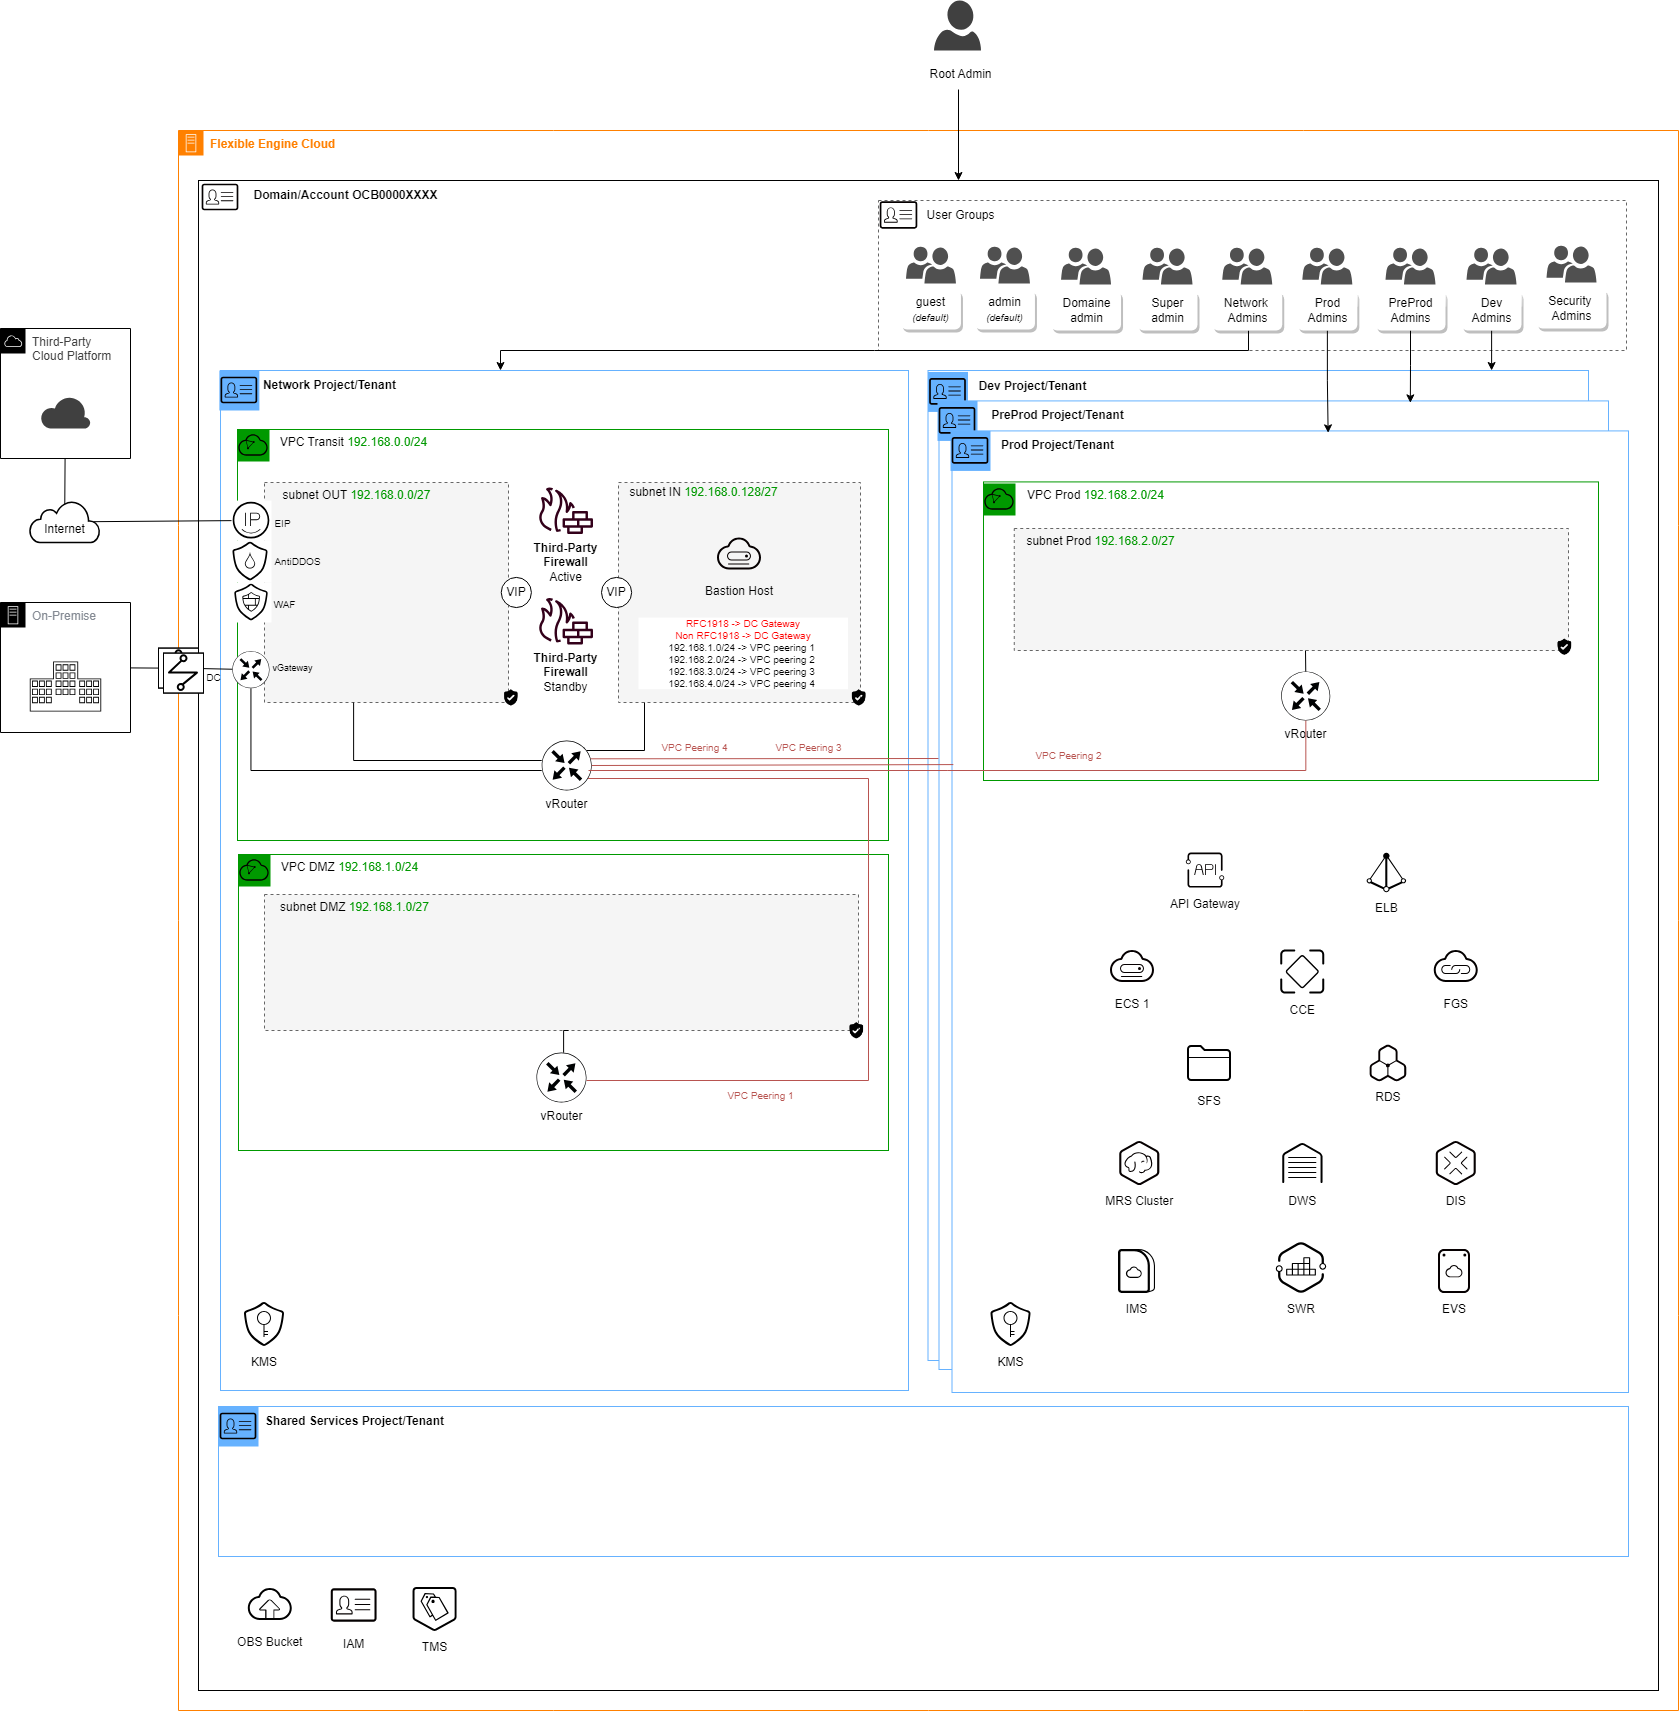 Root Admin
Flexible Engine Cloud
Domain/Account OCB0000XXXX
User Groups
guest
(default)
admin
(default)
Domaine
admin
Super
admin
Network
Admins
Prod
Admins
PreProd
Admins
Dev
Admins
Security
Admins
Third-Party
Cloud Platform
Internet
On-Premise
DC
Network Project/Tenant
VPC Transit 192.168.0.0/24
subnet OUT 192.168.0.0/27
IP
EIP
AntiDDOS
WAF
vGateway
Third-Party
Firewall
Active
VIP
VIP
Third-Party
Firewall
Standby
subnet IN 192.168.0.128/27
Bastion Host
RFC1918 -> DC Gateway
Non RFC1918 -> DC Gateway
192.168.1.0/24 -> VPC peering 1
192.168.2.0/24 -> VPC peering 2
192.168.3.0/24 -> VPC peering 3
192.168.4.0/24 -> VPC peering 4
VPC Peering 4
VPC Peering 3
vRouter
VPC DMZ 192.168.1.0/24
subnet DMZ 192.168.1.0/27
vRouter
VPC Peering 1
KMS
Dev Project/Tenant
PreProd Project/Tenant
Prod Project/Tenant
VPC Prod 192.168.2.0/24
subnet Prod 192.168.2.0/27
vRouter
VPC Peering 2
API
API Gateway
ELB
ECS 1
CCE
FGS
SFS
RDS
MRS Cluster
DWS
DIS
IMS
SWR
EVS
KMS
Shared Services Project/Tenant
OBS Bucket
IAM
TMS